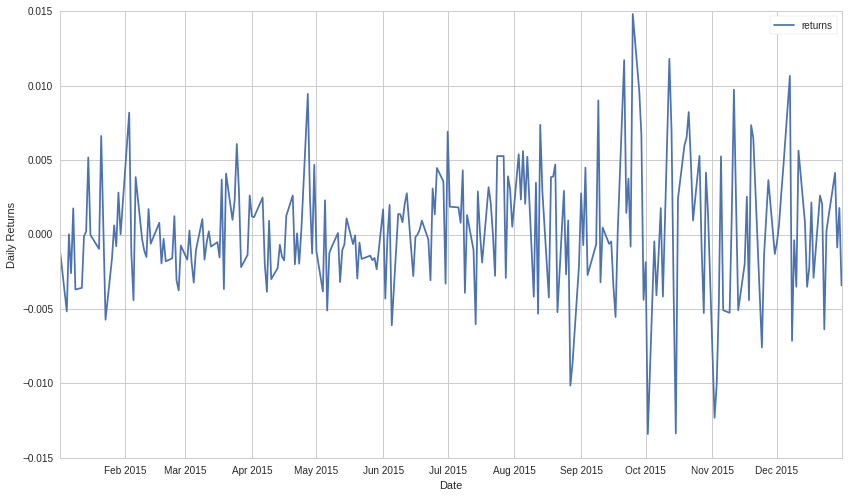 0.015
returns
0.010
0.005
0.000
−0.005
−0.010
−0.015
Daily Returns
Feb 2015 Mar 2015 Apr 2015 May 2015 Jun 2015 Jul 2015 Aug 2015 Sep 2015 Oct 2015 Nov 2015 Dec 2015
Date